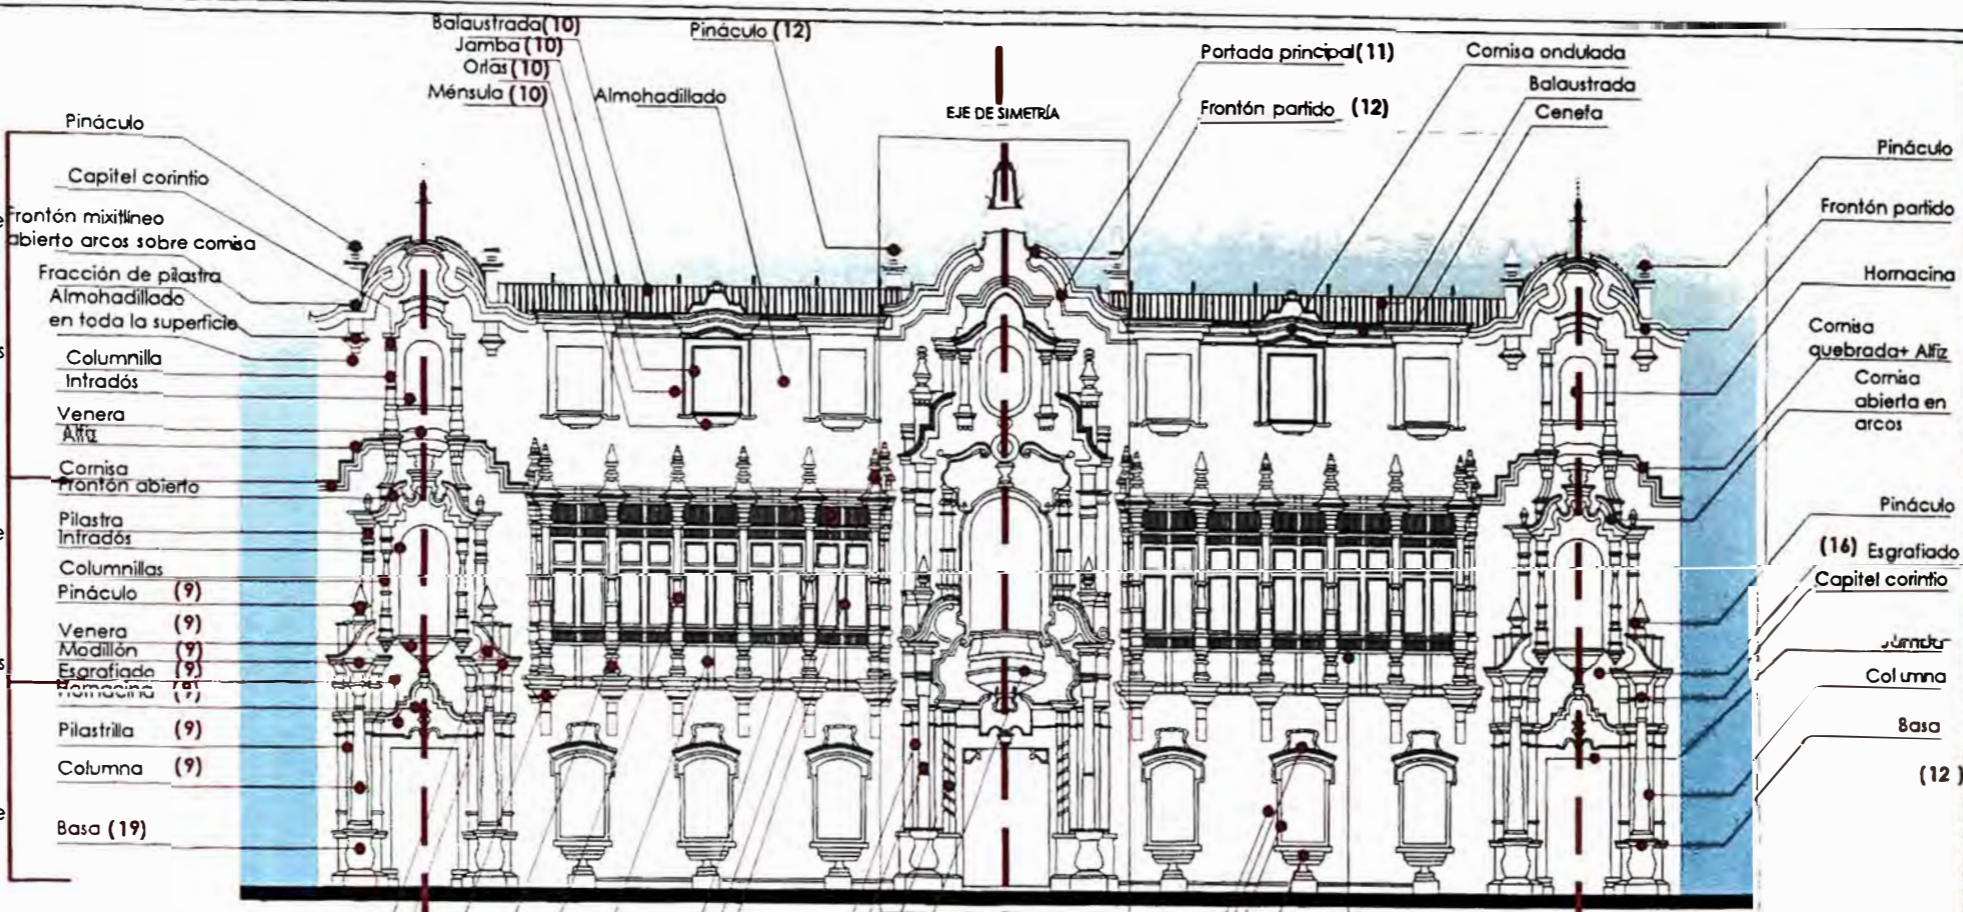 Balaustrada (10)
Jamba (10)
Orlas (10)
Ménsula (10)
Almohadillado
Pináculo (12)
EJE DE SIMETRÍA
Portada principal (11)
Frontón partido (12)
Cornisa ondulada
Balaustrada
Cenefa
Pináculo
Capitel corintio
Frontón mixtilíneo
abierto arcos sobre cornisa
Fracción de pilastra
Almohadillado
en toda la superficie
Columnilla
Intradós
Venera
Alfiz
Cornisa
Frontón abierto
Pilastra
Intradós
Columnillas
Pináculo (9)
Venera (9)
Modillón (9)
Esgrafiado (9)
Hornacina (9)
Pilastrilla (9)
Columna (9)
Basa (19)
Pináculo
Frontón partido
Hornacina
Cornisa
quebrada+ Alfiz
Cornisa
abierta en
arcos
Pináculo
(16) Esgrafiado
Capitel corintio
Jamba
Columna
Basa
(12)